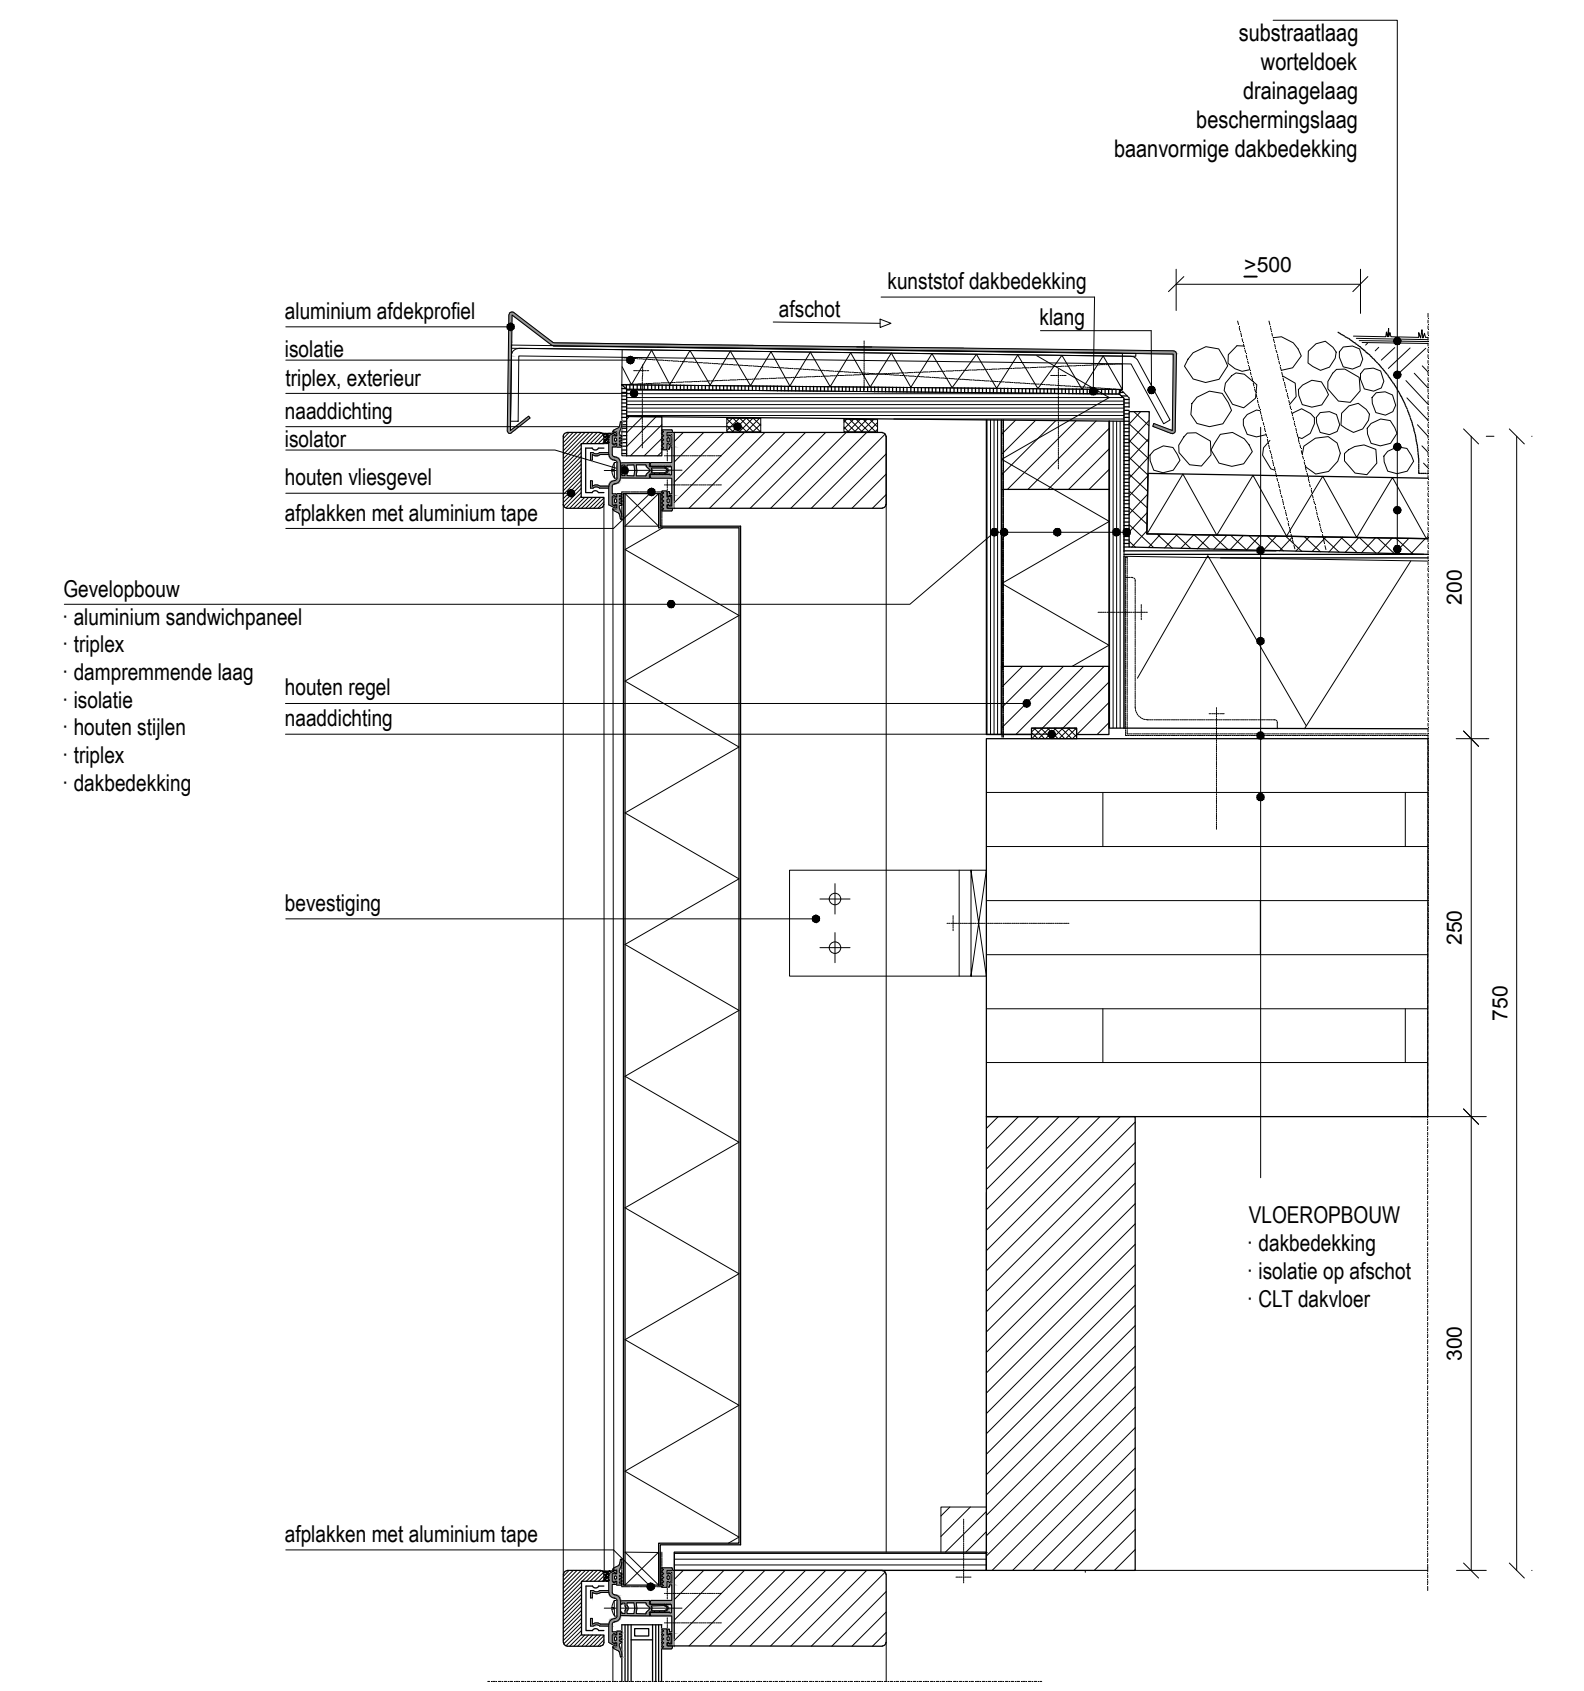 substraatlaag
worteldoek
drainagelaag
beschermingslaag
baanvormige dakbedekking
≥500
kunststof dakbedekking
afschot
klang
aluminium afdekprofiel
isolatie
triplex, exterieur
naaddichting
isolator
houten vliesgevel
afplakken met aluminium tape
Gevelopbouw
· aluminium sandwichpaneel
· triplex
· dampremmende laag
· isolatie
· houten stijlen
· triplex
· dakbedekking
houten regel
naaddichting
bevestiging
afplakken met aluminium tape
200
250
750
300
VLOEROPBOUW
· dakbedekking
· isolatie op afschot
· CLT dakvloer